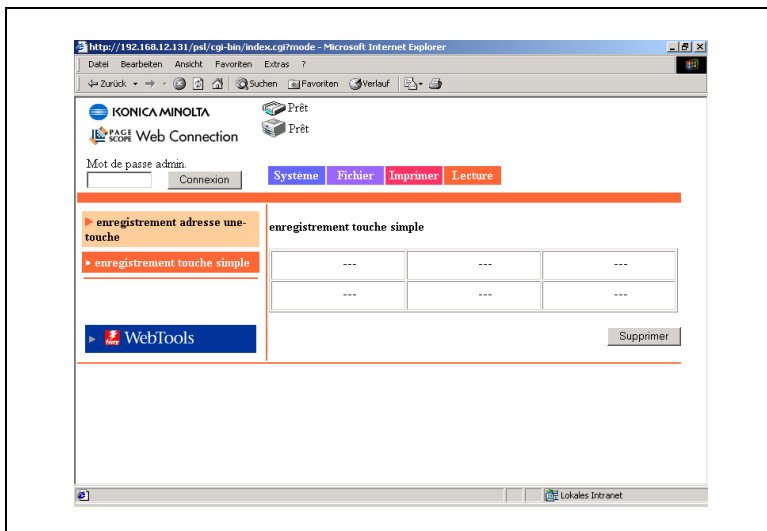 http://192.168.12.131/psl/cgi-bin/index.cgi?mode - Microsoft Internet Explorer
Datei Bearbeiten Ansicht Favoriten Extras ?
Zurück Suchen Favoriten Verlauf
KONICA MINOLTA
Prêt
PAGE SCOPE Web Connection
Prêt
Mot de passe admin.
Connexion
Système Fichier Imprimer Lecture
enregistrement adresse une-
touche
enregistrement touche simple
enregistrement touche simple
--- --- ---
--- --- ---
WebTools
Supprimer
Lokales Intranet